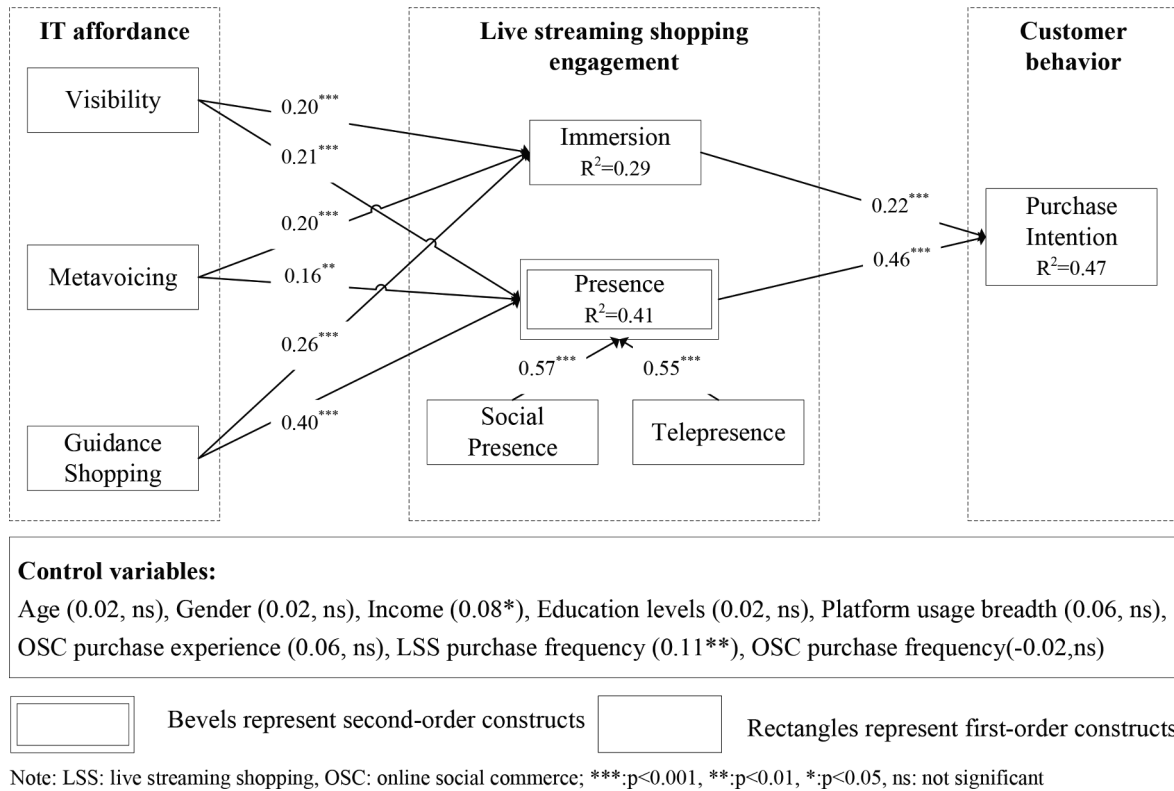 IT affordance
Live streaming shopping
engagement
Customer
behavior
Visibility
Metavoicing
Guidance
Shopping
0.20***
0.21***
0.20***
0.16**
0.26***
0.40***
Immersion
R²=0.29
Presence
R²=0.41
0.57***
0.55***
Social
Presence
Telepresence
0.22***
0.46***
Purchase
Intention
R²=0.47
Control variables:
Age (0.02, ns), Gender (0.02, ns), Income (0.08*), Education levels (0.02, ns), Platform usage breadth (0.06, ns),
OSC purchase experience (0.06, ns), LSS purchase frequency (0.11**), OSC purchase frequency(-0.02,ns)
Bevels represent second-order constructs
Rectangles represent first-order constructs
Note: LSS: live streaming shopping, OSC: online social commerce; ***:p<0.001, **:p<0.01, *:p<0.05, ns: not significant